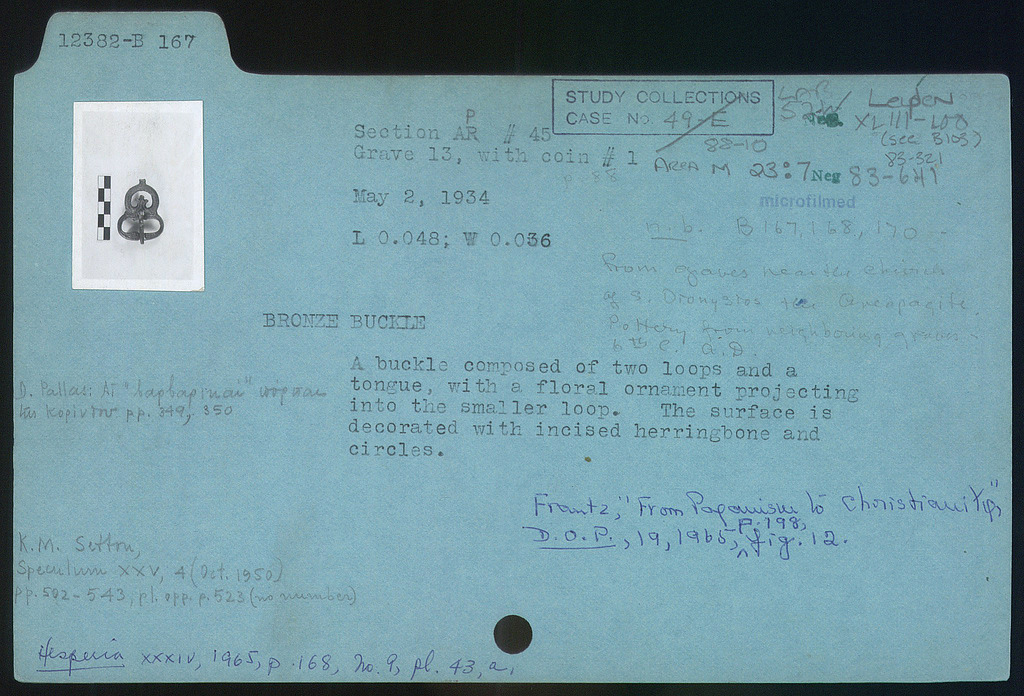 12382-B 167
STUDY COLLECTIONS
CASE No. 49-E
88-10
Leiden
XLIII-100
(see B103)
83-321
P
Section AR # 45
Grave 13, with coin # 1
p. 88
AREA M 23:7 Neg 83-641
microfilmed
May 2, 1934
L 0.048; W 0.036
n.b. B 167, 168, 170 -
From graves near the church
of S. Dionysios the Areopagite.
Pottery from neighbouring graves -
6th C. A.D.
BRONZE BUCKLE
A buckle composed of two loops and a
tongue, with a floral ornament projecting
into the smaller loop. The surface is
decorated with incised herringbone and
circles.
D. Pallas: Αἱ
pp. 349, 350
Frantz, "From Paganism to Christianity,"
D.O.P., 19, 1965, p. 198, fig. 12.
K.M. Setton,
Speculum XXV, 4 (Oct. 1950)
pp. 502-543, pl. opp. p. 523 (no number)
Hesperia XXXIV, 1965, p. 168, No. 9, pl. 43, a.